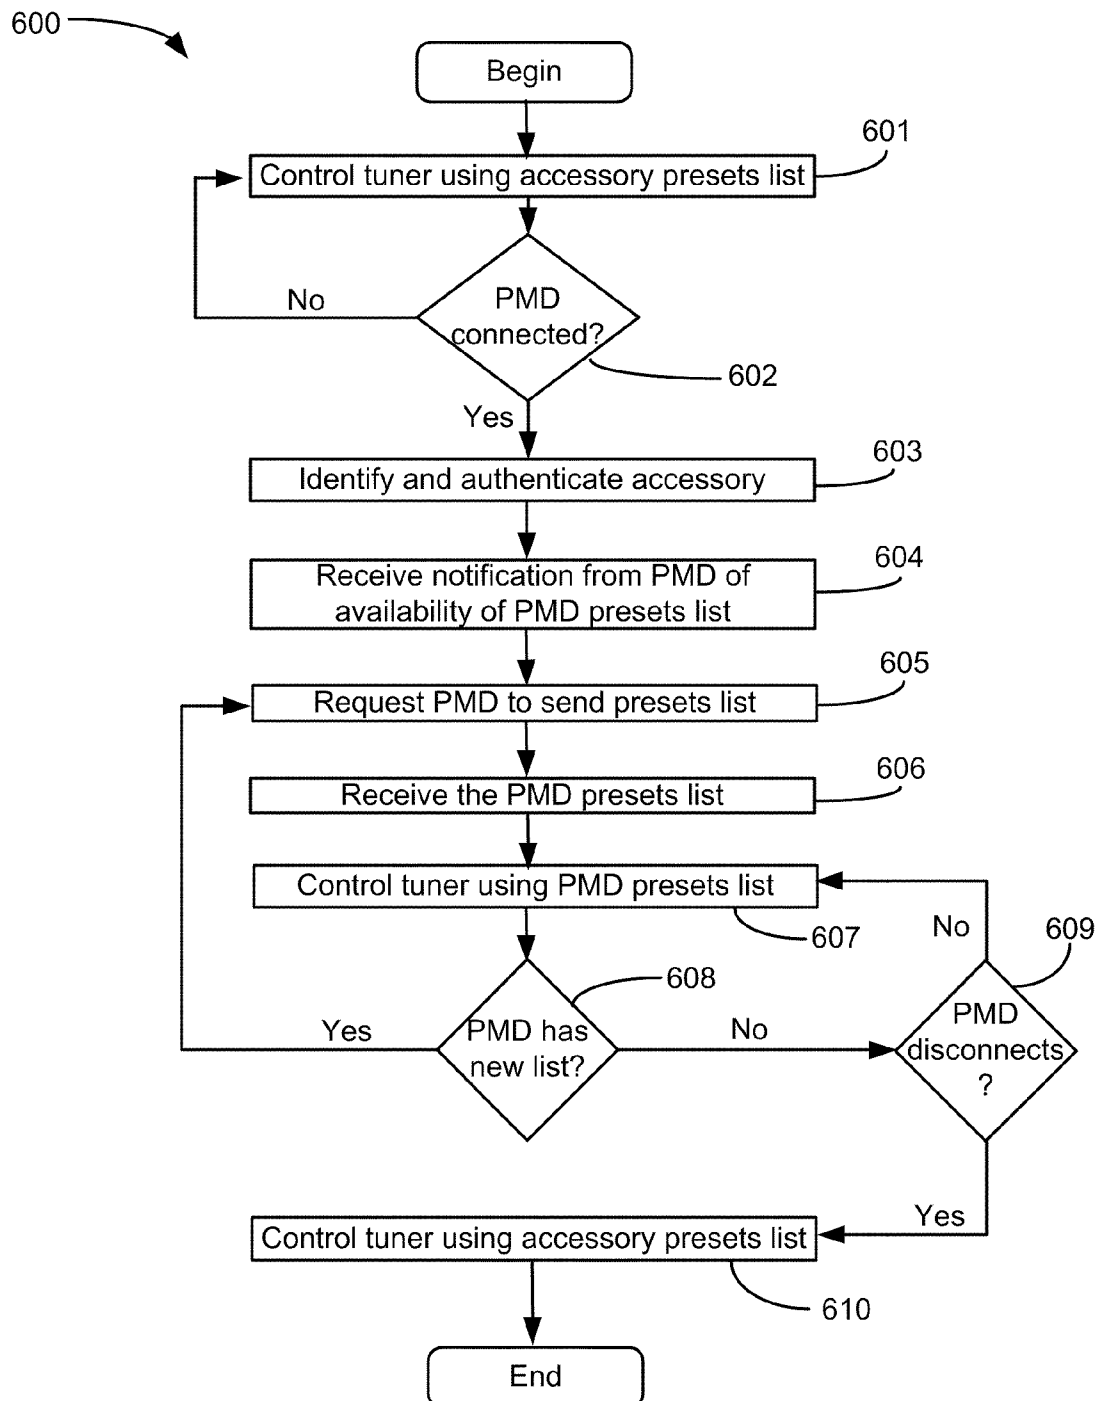 600
Begin
601
Control tuner using accessory presets list
No
PMD
connected?
602
Yes
603
Identify and authenticate accessory
604
Receive notification from PMD of
availability of PMD presets list
605
Request PMD to send presets list
606
Receive the PMD presets list
Control tuner using PMD presets list
607
No
609
608
Yes
PMD has
new list?
No
PMD
disconnects
?
Yes
Control tuner using accessory presets list
610
End